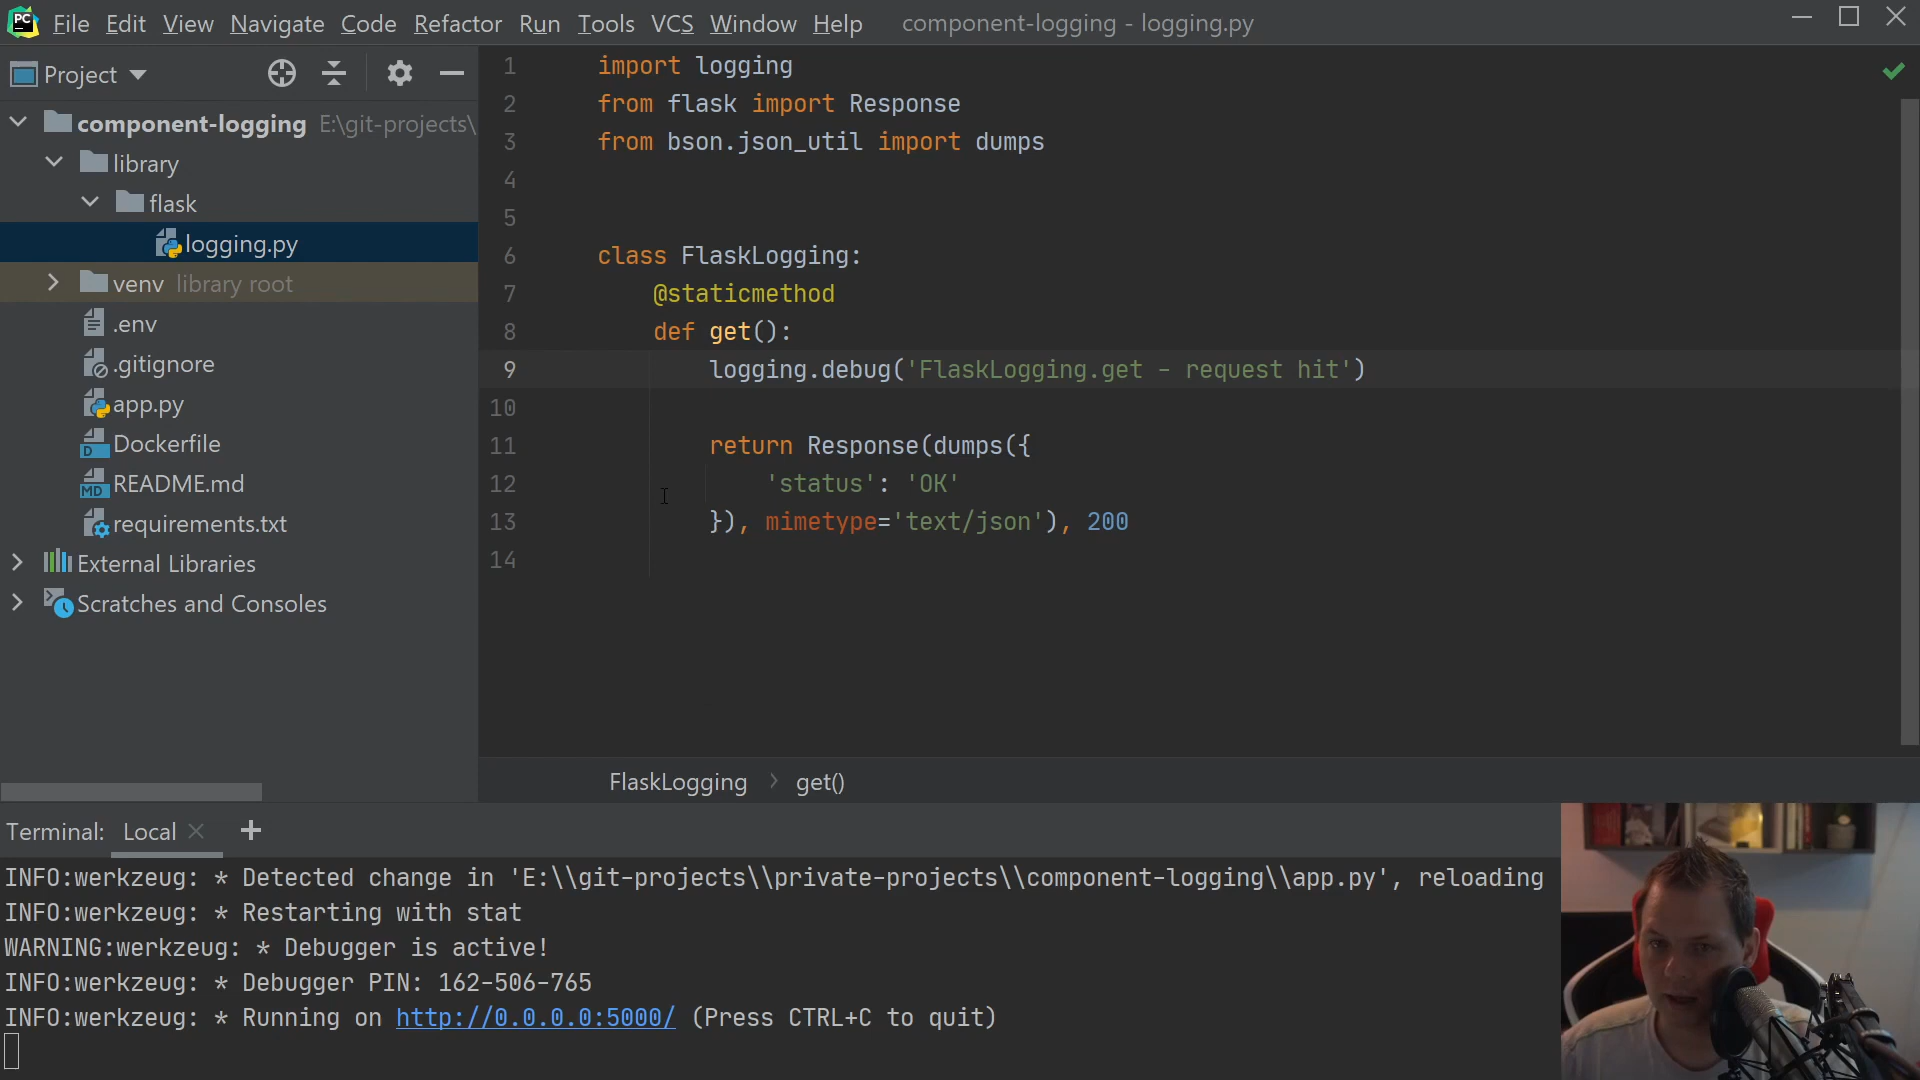 PC File Edit View Navigate Code Refactor Run Tools VCS Window Help component-logging - logging.py
Project
component-logging E:\git-projects\
library
flask
logging.py
venv library root
.env
.gitignore
app.py
D Dockerfile
MD README.md
requirements.txt
External Libraries
Scratches and Consoles
1 import logging
2 from flask import Response
3 from bson.json_util import dumps
4
5
6 class FlaskLogging:
7 @staticmethod
8 def get():
9 logging.debug('FlaskLogging.get - request hit')
10
11 return Response(dumps({
12 'status': 'OK'
13 }), mimetype='text/json'), 200
14
FlaskLogging > get()
Terminal: Local
INFO:werkzeug: * Detected change in 'E:\\git-projects\\private-projects\\component-logging\\app.py', reloading
INFO:werkzeug: * Restarting with stat
WARNING:werkzeug: * Debugger is active!
INFO:werkzeug: * Debugger PIN: 162-506-765
INFO:werkzeug: * Running on http://0.0.0.0:5000/ (Press CTRL+C to quit)